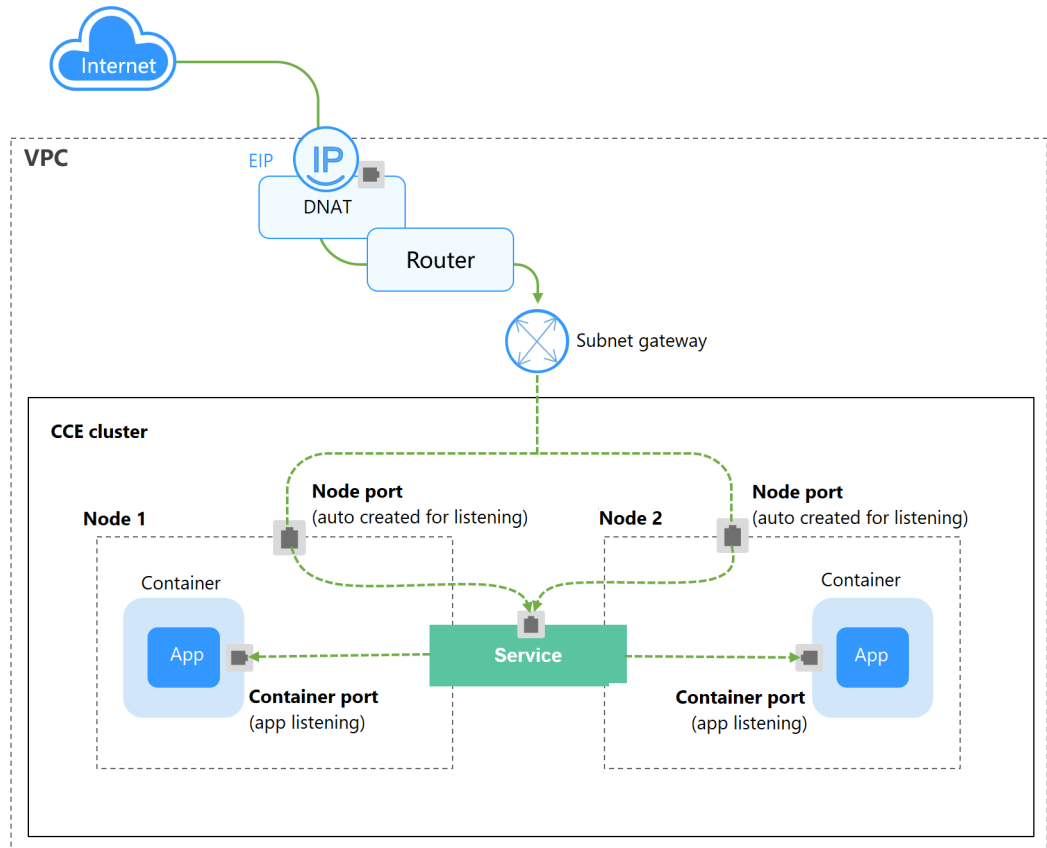 Internet
VPC
EIP
IP
DNAT
Router
Subnet gateway
CCE cluster
Node port
(auto created for listening)
Node 1
Node port
(auto created for listening)
Node 2
Container
App
Container port
(app listening)
Service
Container
App
Container port
(app listening)